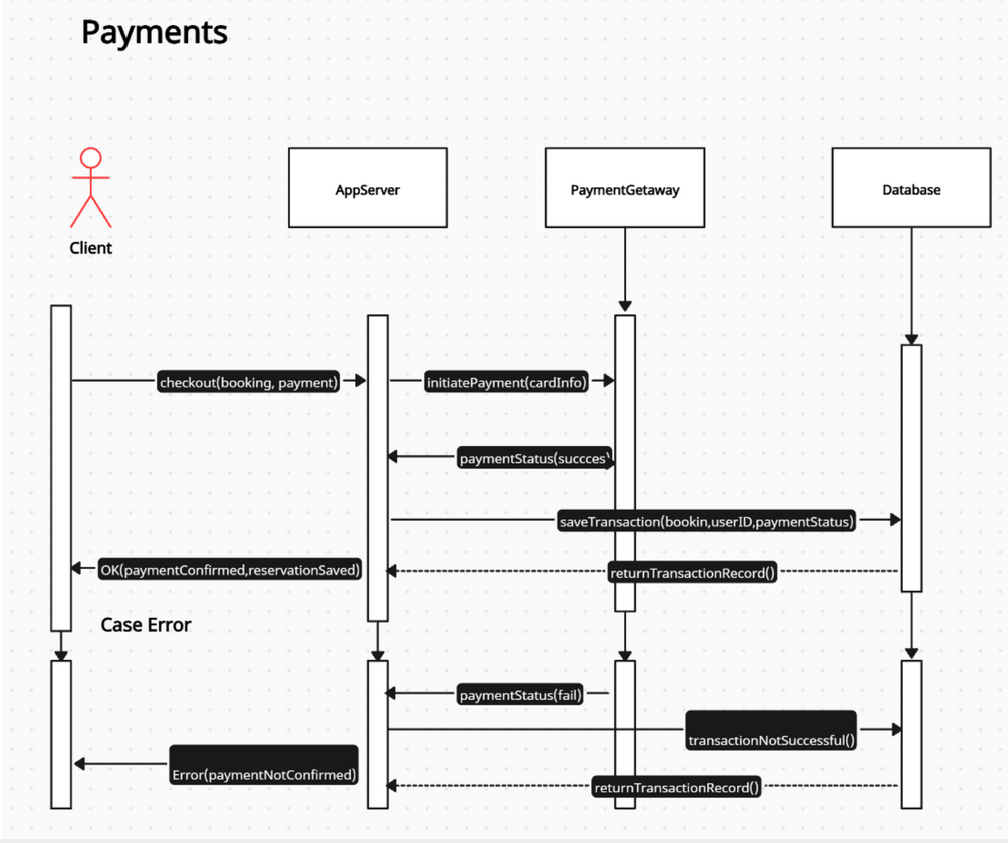 Payments
Client
AppServer
PaymentGetaway
Database
checkout(booking, payment)
initiatePayment(cardInfo)
paymentStatus(succces)
saveTransaction(bookin,userID,paymentStatus)
OK(paymentConfirmed,reservationSaved)
returnTransactionRecord()
Case Error
paymentStatus(fail)
transactionNotSuccessful()
Error(paymentNotConfirmed)
returnTransactionRecord()